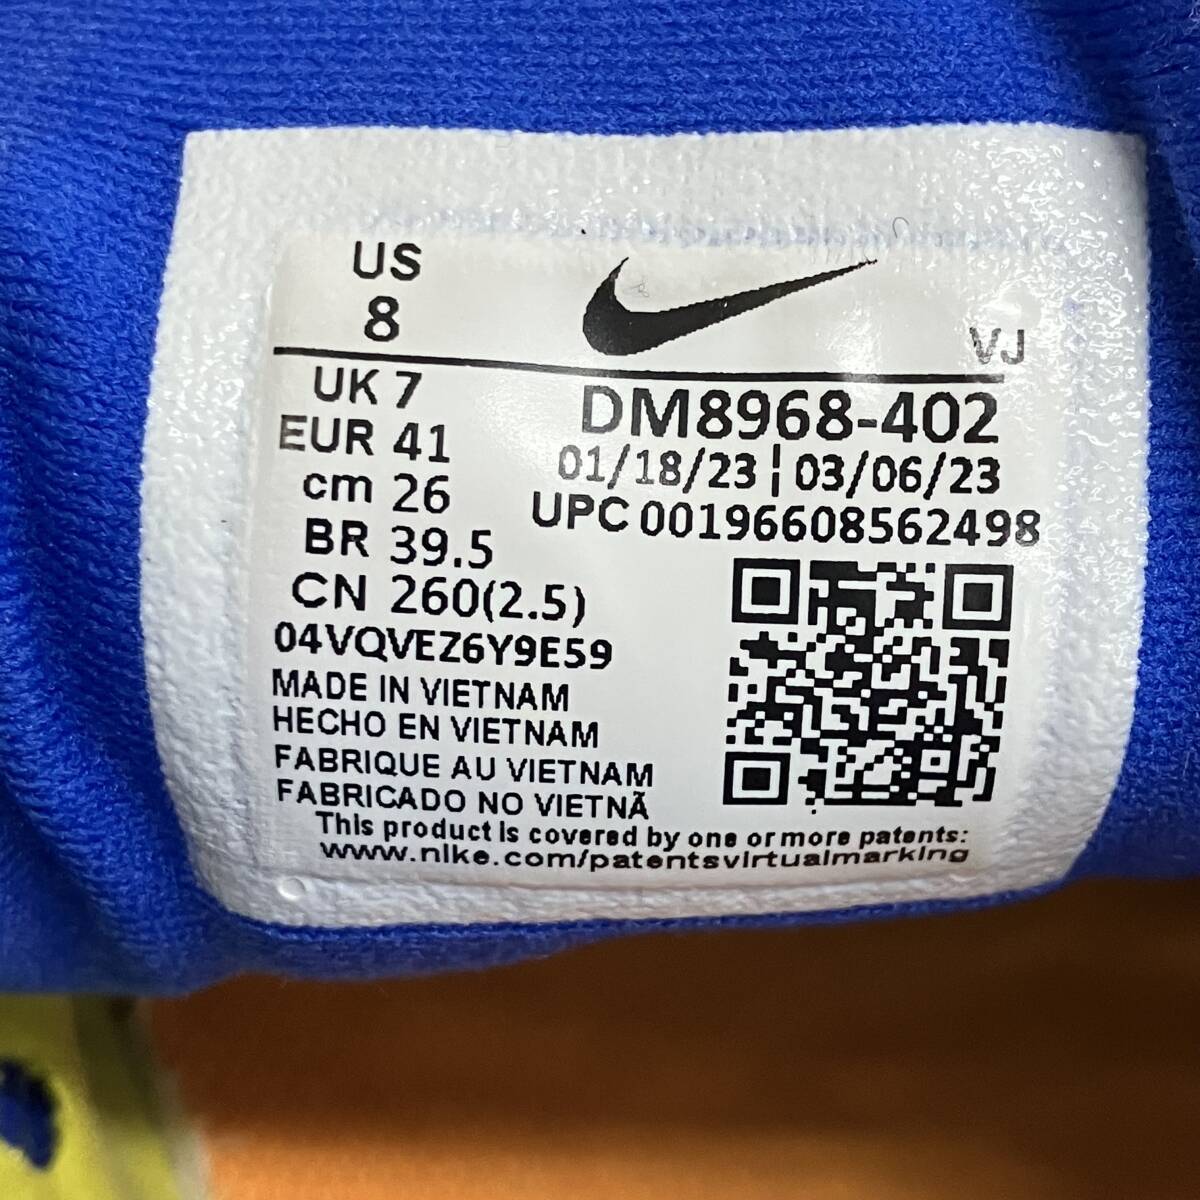 US
8
VJ
UK 7
EUR 41
cm 26
BR 39.5
CN 260(2.5)
DM8968-402
01/18/23 ¦ 03/06/23
UPC 00196608562498
04VQVEZ6Y9E59
MADE IN VIETNAM
HECHO EN VIETNAM
FABRIQUE AU VIETNAM
FABRICADO NO VIETNÃ
This product is covered by one or more patents:
www.nike.com/patentsvirtualmarking